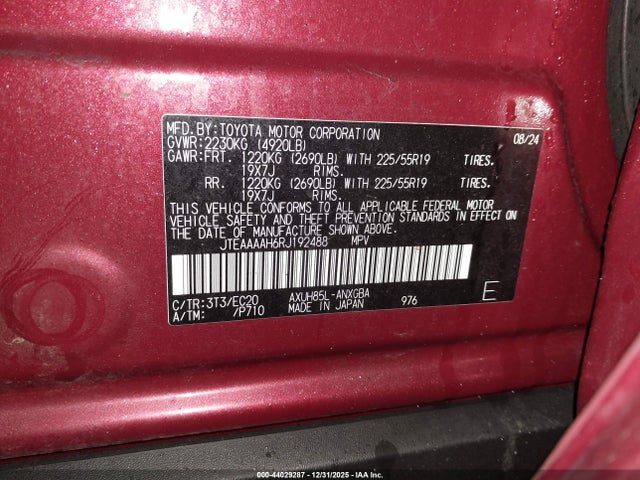 MFD.BY:TOYOTA MOTOR CORPORATION 08/24
GVWR:2230KG (4920LB)
GAWR:FRT. 1220KG (2690LB) WITH 225/55R19 TIRES.
19X7J RIMS.
RR. 1220KG (2690LB) WITH 225/55R19 TIRES.
19X7J RIMS.
THIS VEHICLE CONFORMS TO ALL APPLICABLE FEDERAL MOTOR
VEHICLE SAFETY AND THEFT PREVENTION STANDARDS IN EFFECT ON
THE DATE OF MANUFACTURE SHOWN ABOVE.
JTEAAAAH6RJ192488 MPV
C/TR:3T3/EC20 AXUH85L-ANXGBA 976 E
A/TM: /P710 MADE IN JAPAN
000-44029287 - 12/31/2025 - IAA Inc.